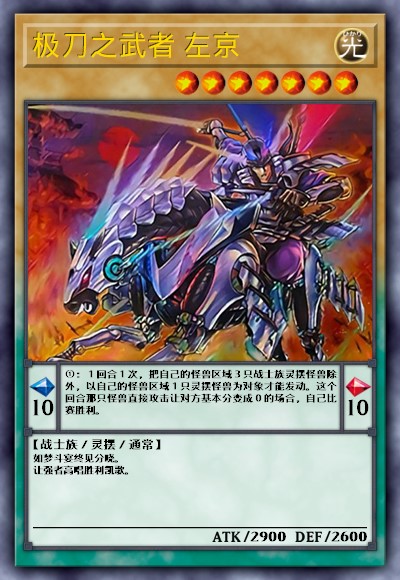 极刀之武者 左京
ひかり
光
①：1回合1次，把自己的怪兽区域3只战士族灵摆怪兽除
外，以自己的怪兽区域1只灵摆怪兽为对象才能发动。这个
回合那只怪兽直接攻击让对方基本分变成0的场合，自己比
赛胜利。
10
10
【战士族／灵摆／通常】
如梦斗宴终见分晓。
让强者高唱胜利凯歌。
ATK/2900 DEF/2600